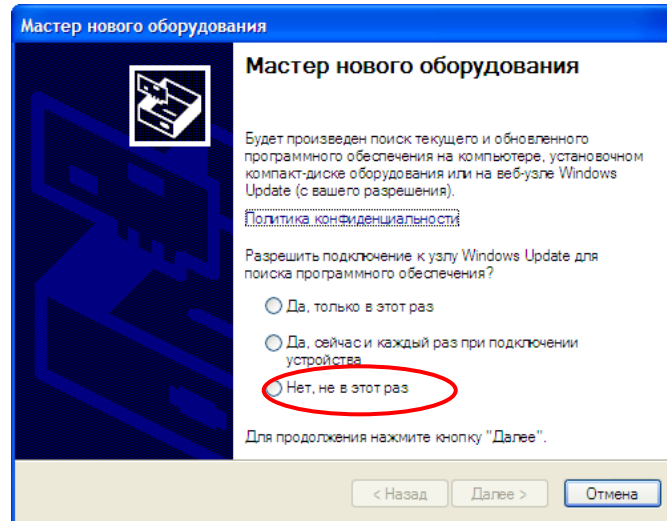 Мастер нового оборудования
Мастер нового оборудования
Будет произведен поиск текущего и обновленного
программного обеспечения на компьютере, установочном
компакт-диске оборудования или на веб-узле Windows
Update (с вашего разрешения).
Политика конфиденциальности
Разрешить подключение к узлу Windows Update для
поиска программного обеспечения?
Да, только в этот раз
Да, сейчас и каждый раз при подключении
устройства
Нет, не в этот раз
Для продолжения нажмите кнопку "Далее".
< Назад
Далее >
Отмена